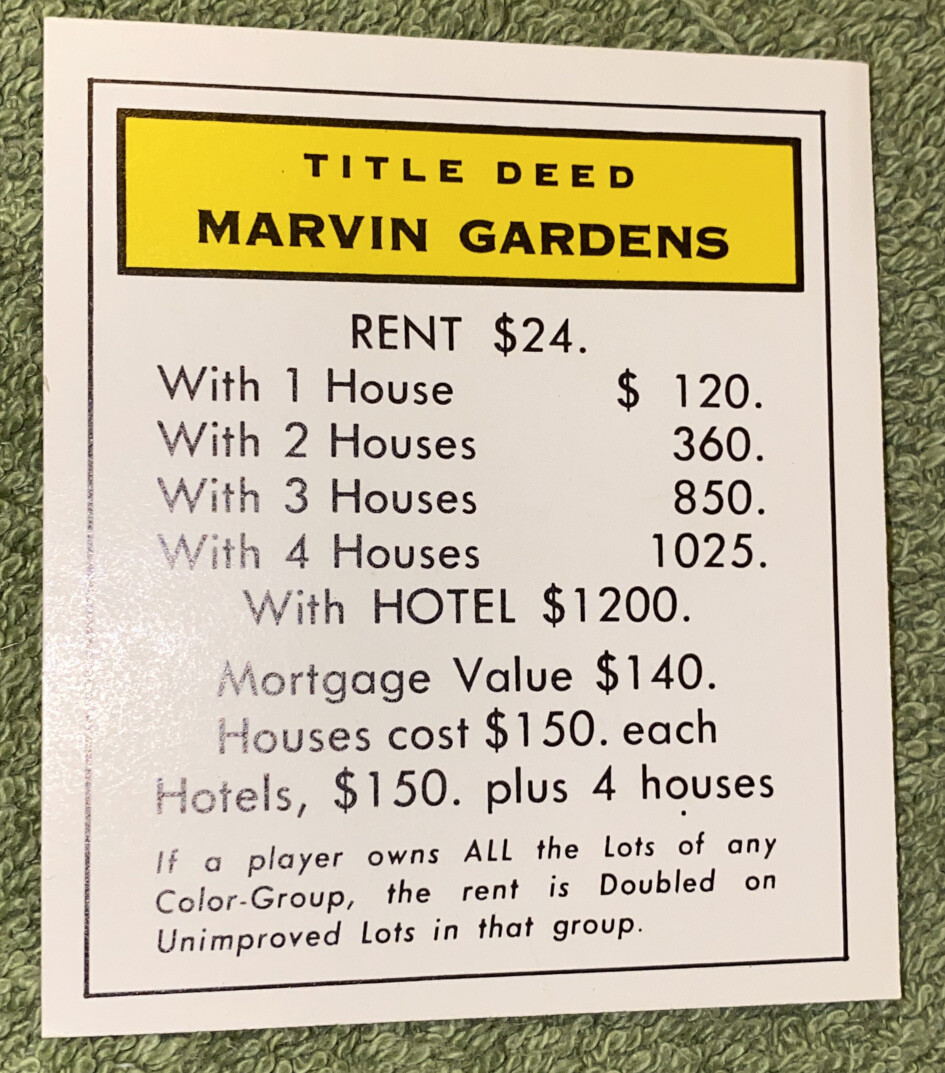 TITLE DEED
MARVIN GARDENS
RENT $24.
With 1 House $ 120.
With 2 Houses 360.
With 3 Houses 850.
With 4 Houses 1025.
With HOTEL $1200.
Mortgage Value $140.
Houses cost $150. each
Hotels, $150. plus 4 houses
If a player owns ALL the Lots of any
Color-Group, the rent is Doubled on
Unimproved Lots in that group.